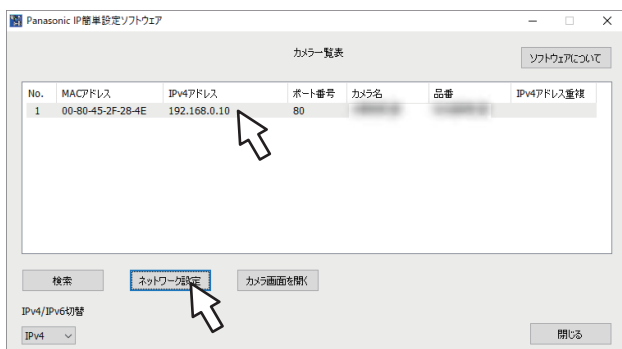 Panasonic IP簡単設定ソフトウェア
カメラ一覧表
ソフトウェアについて
No. MACアドレス IPv4アドレス ポート番号 カメラ名 品番 IPv4アドレス重複
1 00-80-45-2F-28-4E 192.168.0.10 80
検索 ネットワーク設定 カメラ画面を開く
IPv4/IPv6切替
IPv4 閉じる